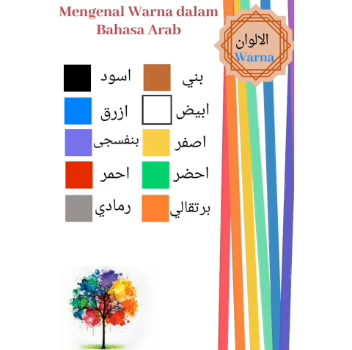 Mengenal Warna dalam
Bahasa Arab
الالوان
Warna
اسود
بني
ازرق
ابيض
بنفسجى
اصفر
احمر
احضر
رمادي
برتقالي